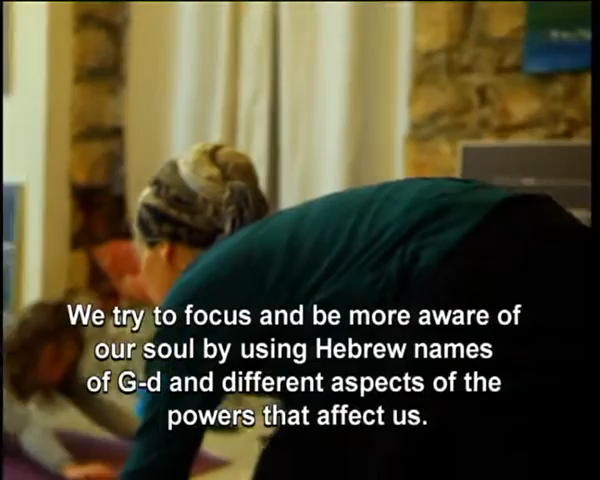 We try to focus and be more aware of
our soul by using Hebrew names
of G-d and different aspects of the
powers that affect us.